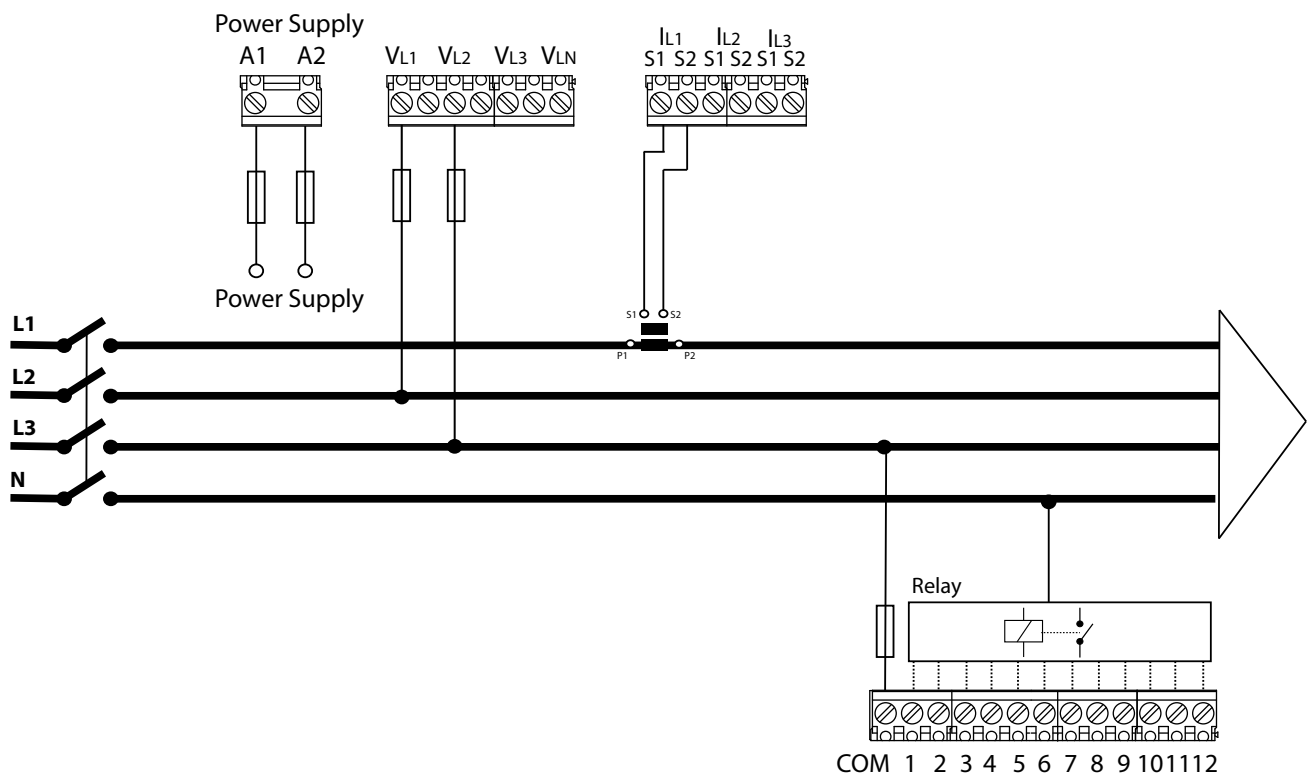 Power Supply
A1 A2
VL1 VL2 VL3 VLN
IL1 IL2 IL3
S1 S2 S1 S2 S1 S2
Power Supply
S1 S2
L1
P1 P2
L2
L3
N
Relay
COM 1 2 3 4 5 6 7 8 9 10 11 12